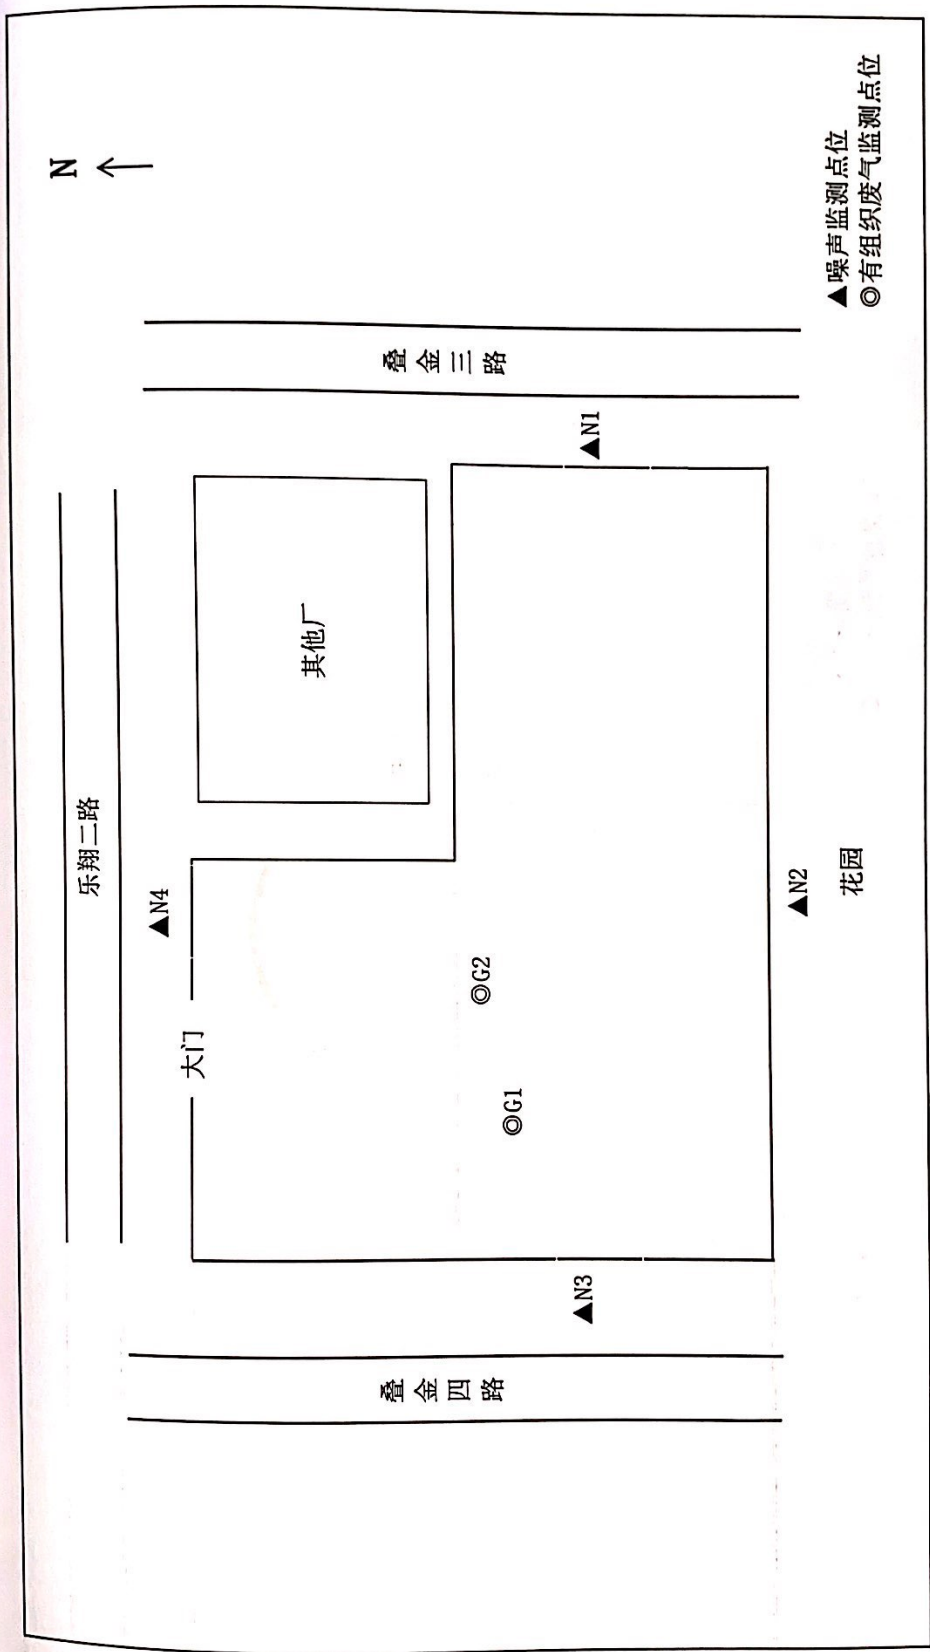 N
乐翔二路
▲N4
大门
其他厂
叠金四路
叠金三路
◎G2
◎G1
▲N3
▲N1
▲N2
花园
▲噪声监测点位
◎有组织废气监测点位